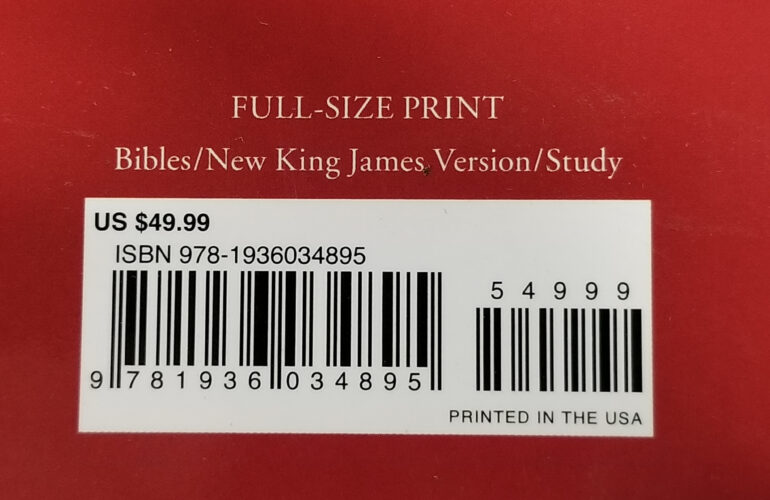 FULL-SIZE PRINT
Bibles/New King James Version/Study
US $49.99
ISBN 978-1936034895
54999
9 781936 034895
PRINTED IN THE USA